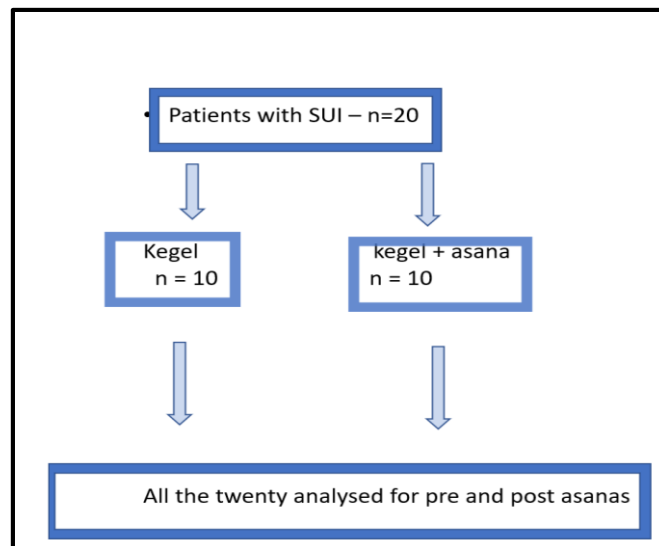 • Patients with SUI – n=20
Kegel
n = 10
kegel + asana
n = 10
All the twenty analysed for pre and post asanas